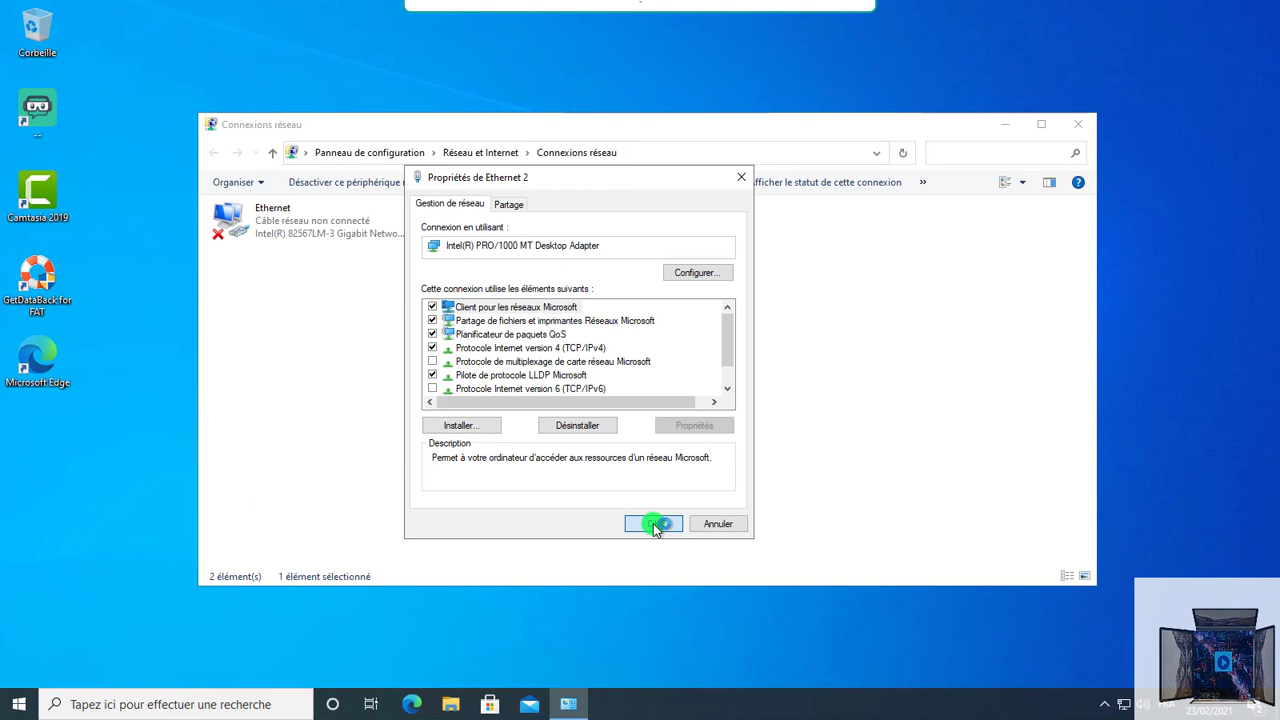 Corbeille
--
Camtasia 2019
GetDataBack for
FAT
Microsoft Edge
Connexions réseau
Panneau de configuration
Réseau et Internet
Connexions réseau
Organiser
Désactiver ce périphérique r
fficher le statut de cette connexion
»
Ethernet
Câble réseau non connecté
Intel(R) 82567LM-3 Gigabit Netwo...
Propriétés de Ethernet 2
Gestion de réseau
Partage
Connexion en utilisant :
Intel(R) PRO/1000 MT Desktop Adapter
Configurer...
Cette connexion utilise les éléments suivants :
Client pour les réseaux Microsoft
Partage de fichiers et imprimantes Réseaux Microsoft
Planificateur de paquets QoS
Protocole Internet version 4 (TCP/IPv4)
Protocole de multiplexage de carte réseau Microsoft
Pilote de protocole LLDP Microsoft
Protocole Internet version 6 (TCP/IPv6)
Installer...
Désinstaller
Propriétés
Description
Permet à votre ordinateur d'accéder aux ressources d'un réseau Microsoft.
Annuler
2 élément(s)
1 élément sélectionné
Tapez ici pour effectuer une recherche
FRA
23/02/2021
2